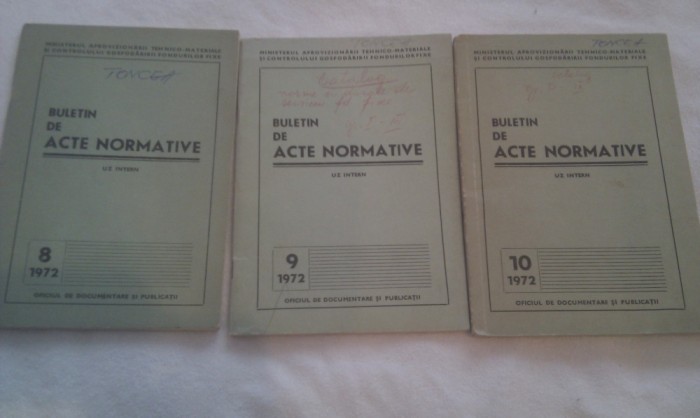 MINISTERUL APROVIZIONĂRII TEHNICO-MATERIALE
ȘI CONTROLULUI GOSPODĂRIRII FONDURILOR FIXE
TONCEA
BULETIN
DE
ACTE NORMATIVE
UZ INTERN
8
1972
OFICIUL DE DOCUMENTARE ȘI PUBLICAȚII
MINISTERUL APROVIZIONĂRII TEHNICO-MATERIALE
ȘI CONTROLULUI GOSPODĂRIRII FONDURILOR FIXE
TONCEA
BULETIN
DE
ACTE NORMATIVE
UZ INTERN
9
1972
OFICIUL DE DOCUMENTARE ȘI PUBLICAȚII
MINISTERUL APROVIZIONĂRII TEHNICO-MATERIALE
ȘI CONTROLULUI GOSPODĂRIRII FONDURILOR FIXE
TONCEA
BULETIN
DE
ACTE NORMATIVE
UZ INTERN
10
1972
OFICIUL DE DOCUMENTARE ȘI PUBLICAȚII